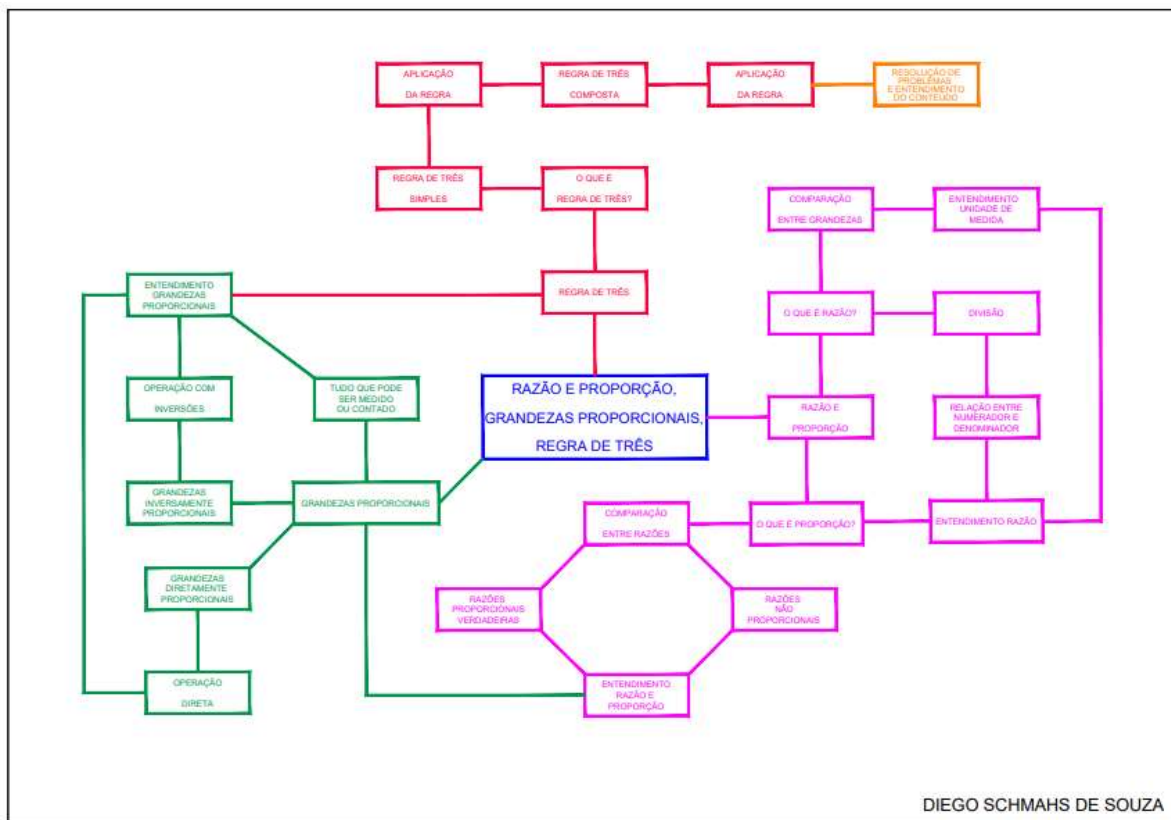 APLICAÇÃO
DA REGRA
REGRA DE TRÊS
COMPOSTA
APLICAÇÃO
DA REGRA
RESOLUÇÃO DE
PROBLEMAS
E ENTENDIMENTO
DO CONTEÚDO
REGRA DE TRÊS
SIMPLES
O QUE É
REGRA DE TRÊS?
COMPARAÇÃO
ENTRE GRANDEZAS
ENTENDIMENTO
UNIDADE DE
MEDIDA
ENTENDIMENTO
GRANDEZAS
PROPORCIONAIS
REGRA DE TRÊS
O QUE É RAZÃO?
DIVISÃO
OPERAÇÃO COM
INVERSÕES
TUDO QUE PODE
SER MEDIDO
OU CONTADO
RAZÃO E PROPORÇÃO,
GRANDEZAS PROPORCIONAIS,
REGRA DE TRÊS
RAZÃO E
PROPORÇÃO
RELAÇÃO ENTRE
NUMERADOR E
DENOMINADOR
GRANDEZAS
INVERSAMENTE
PROPORCIONAIS
GRANDEZAS PROPORCIONAIS
COMPARAÇÃO
ENTRE RAZÕES
O QUE É PROPORÇÃO?
ENTENDIMENTO RAZÃO
GRANDEZAS
DIRETAMENTE
PROPORCIONAIS
RAZÕES
PROPORCIONAIS
VERDADEIRAS
RAZÕES
NÃO
PROPORCIONAIS
OPERAÇÃO
DIRETA
ENTENDIMENTO
RAZÃO E
PROPORÇÃO
DIEGO SCHMAHS DE SOUZA